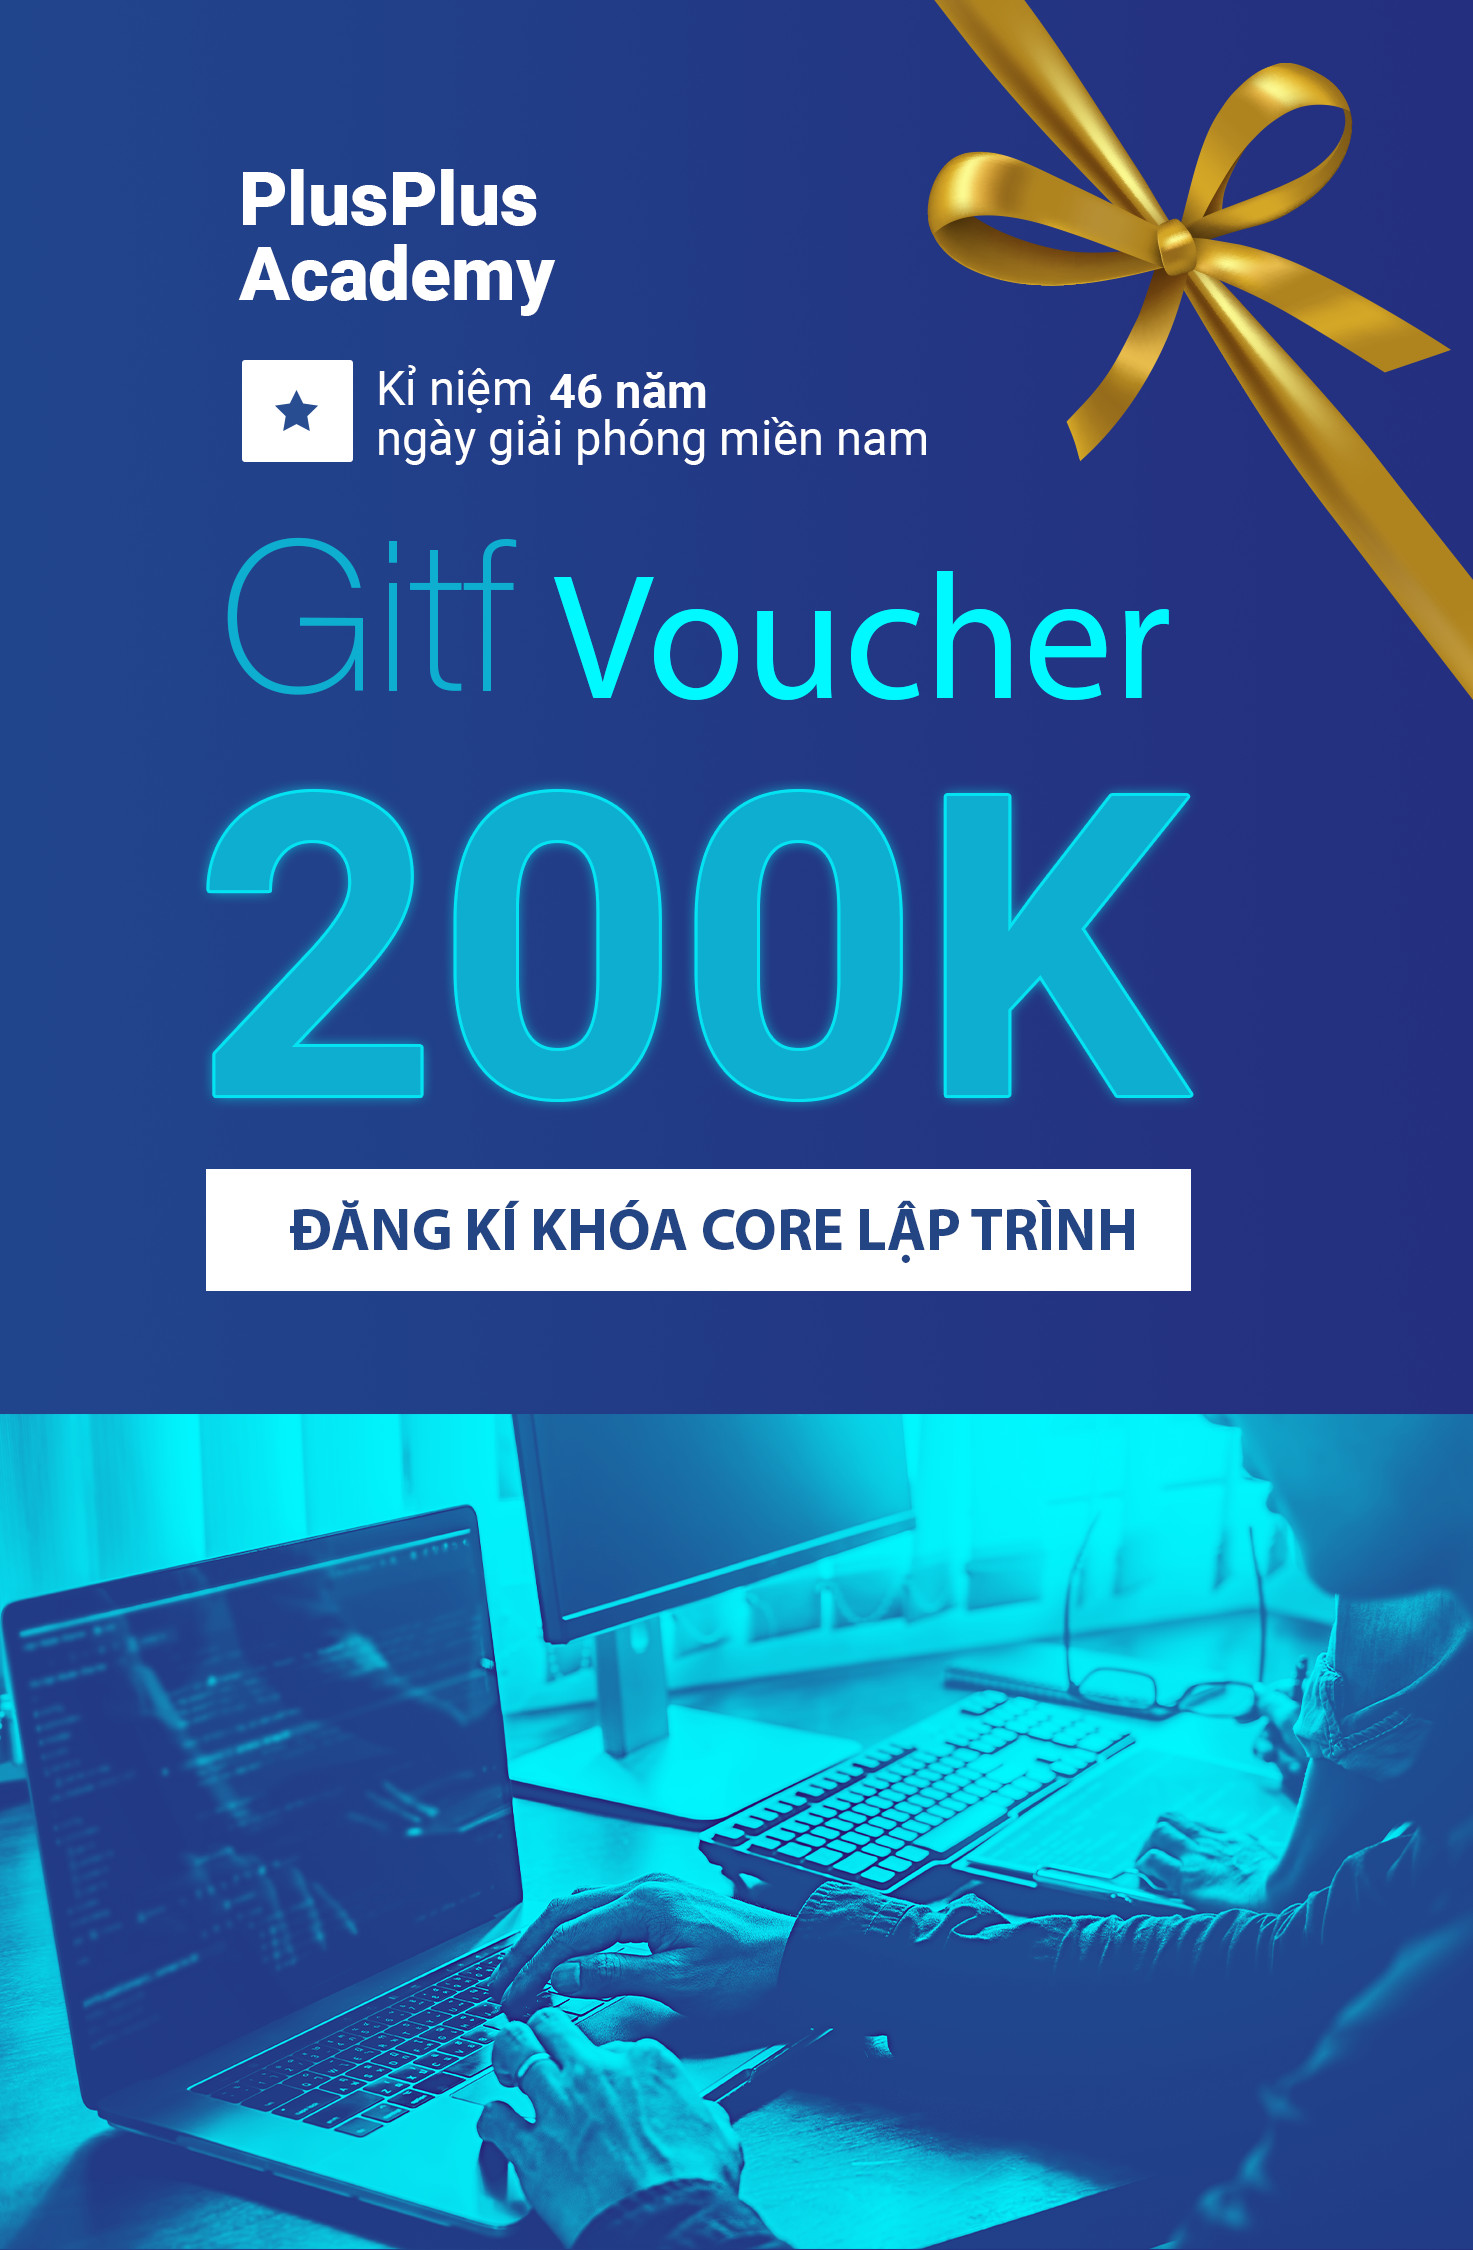 PlusPlus
Academy
Kỉ niệm 46 năm
ngày giải phóng miền nam
Gitf Voucher
200K
ĐĂNG KÍ KHÓA CORE LẬP TRÌNH